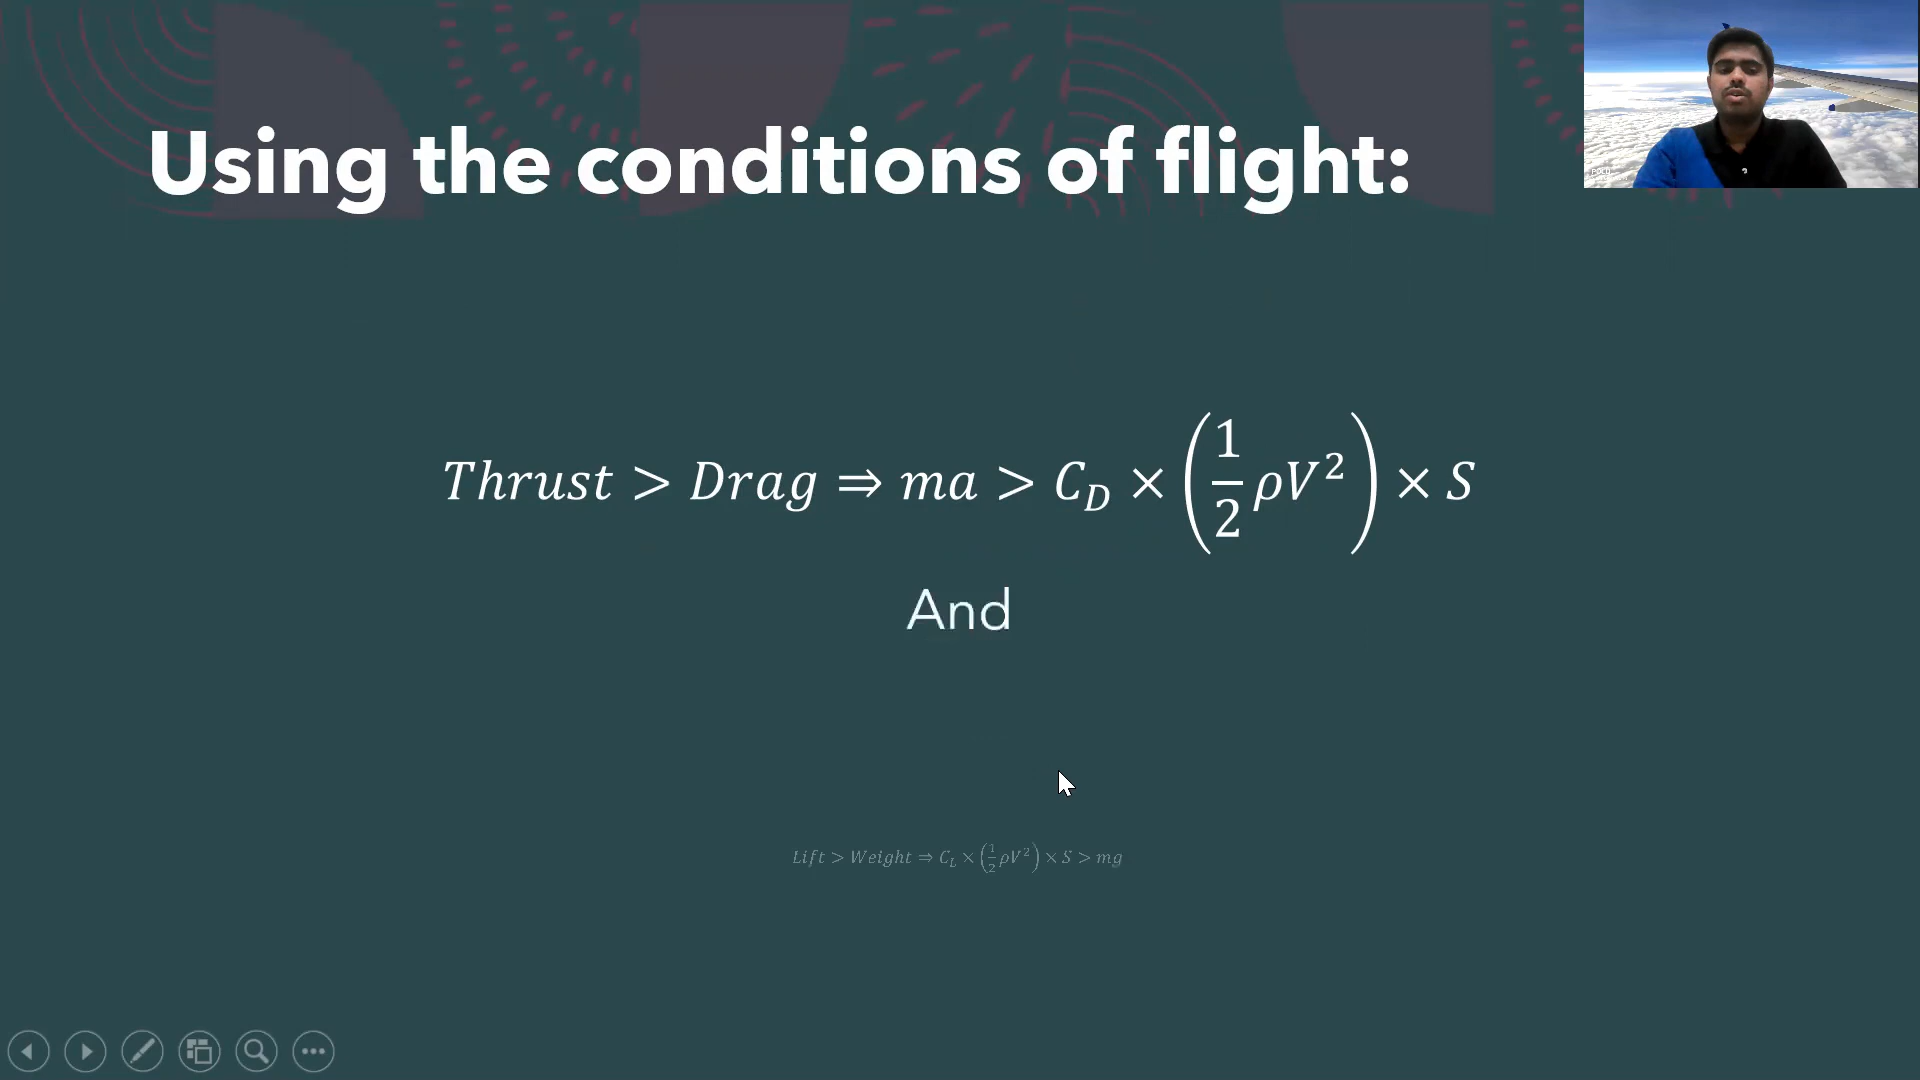 Using the conditions of flight:
Thrust > Drag ⇒ ma > C_D × (1/2 ρV²) × S
And
Lift > Weight ⇒ C_L × (1/2 ρV²) × S > mg